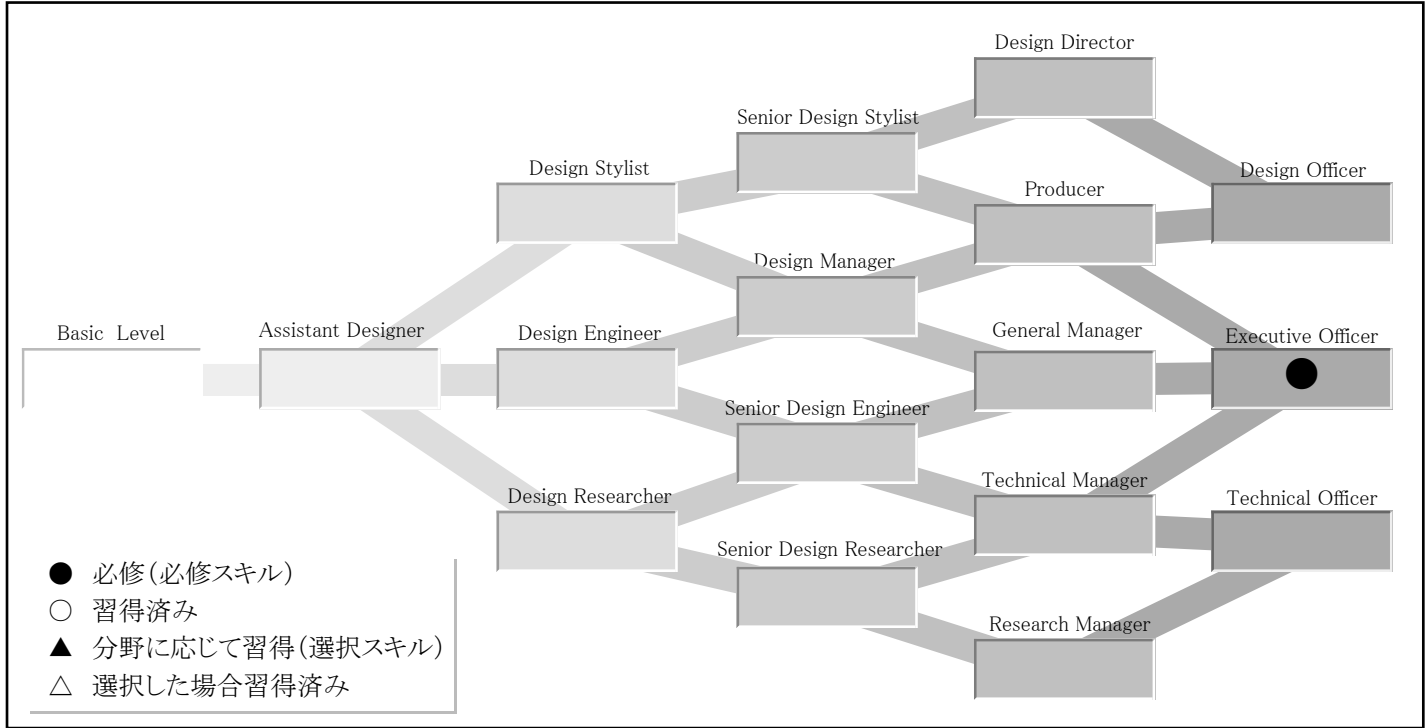 Design Director
Senior Design Stylist
Design Stylist
Design Officer
Producer
Design Manager
Basic Level
Assistant Designer
Design Engineer
General Manager
Executive Officer
●
Senior Design Engineer
Design Researcher
Technical Manager
Technical Officer
Senior Design Researcher
Research Manager
● 必修(必修スキル)
○ 習得済み
▲ 分野に応じて習得(選択スキル)
△ 選択した場合習得済み